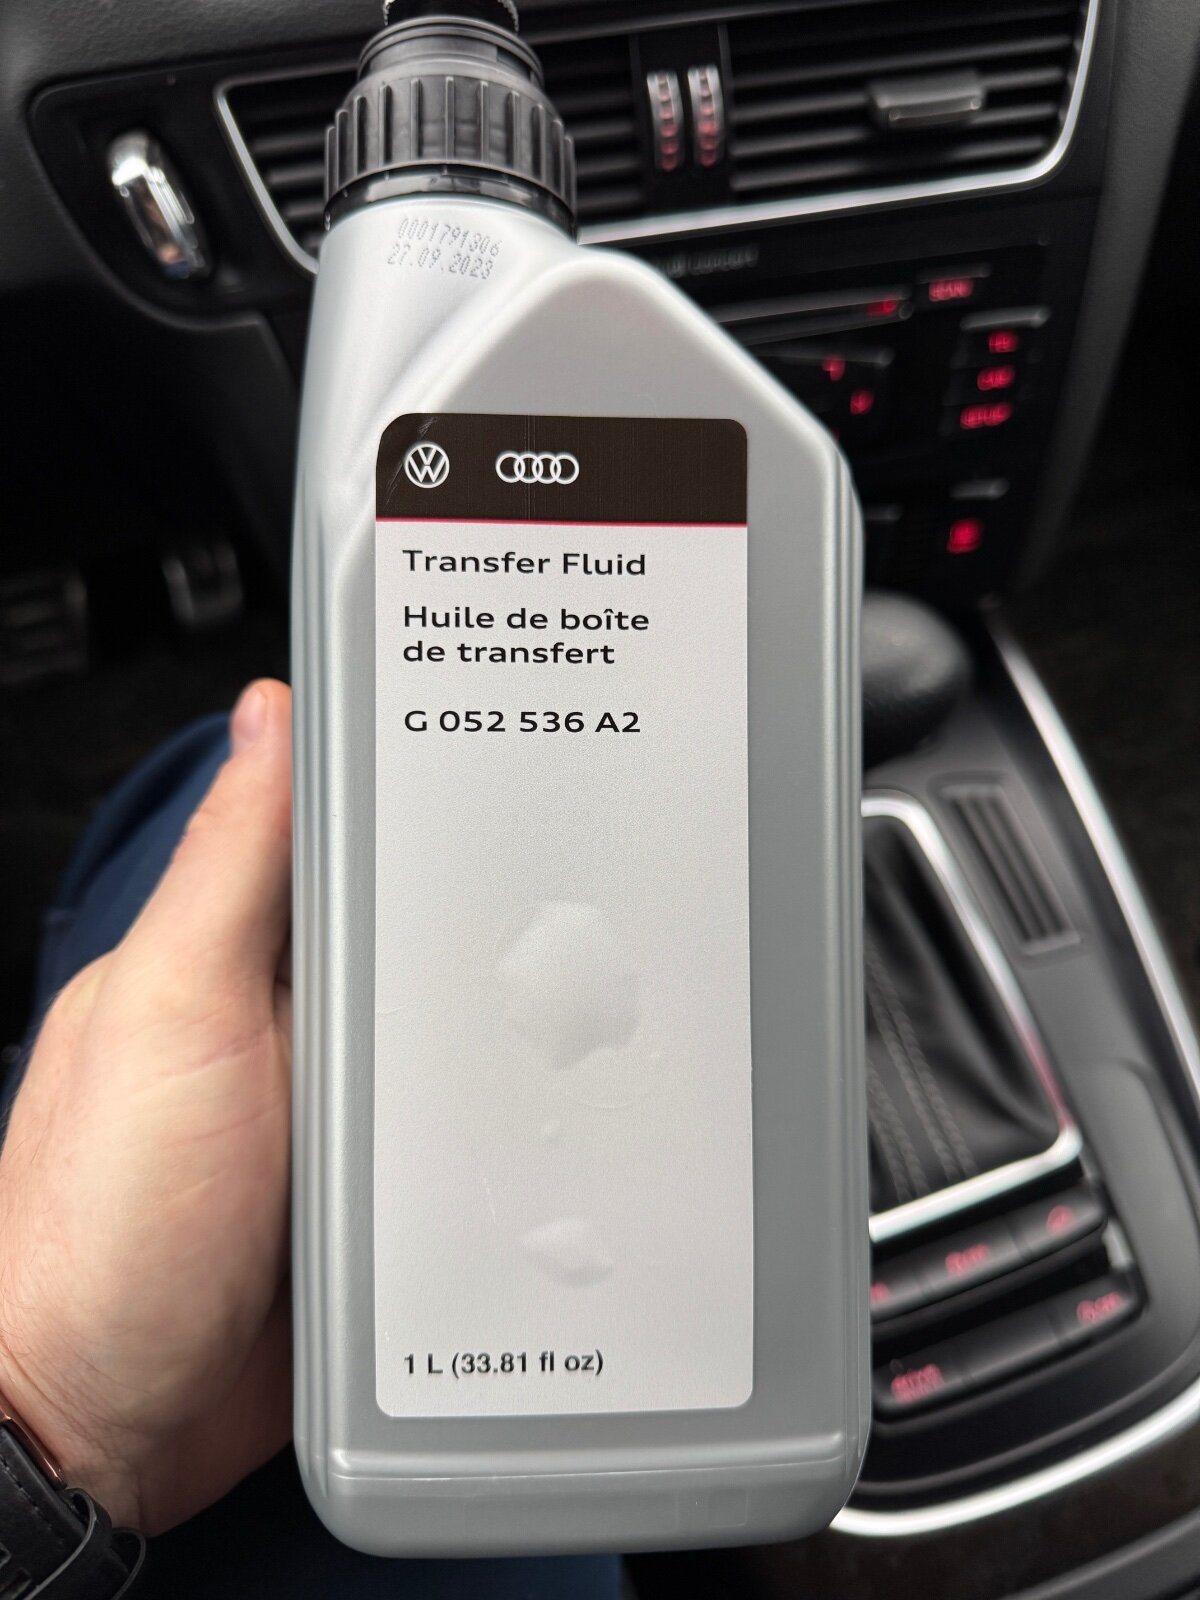 0001791306
27.09.2023
Transfer Fluid
Huile de boîte
de transfert
G 052 536 A2
1 L (33.81 fl oz)